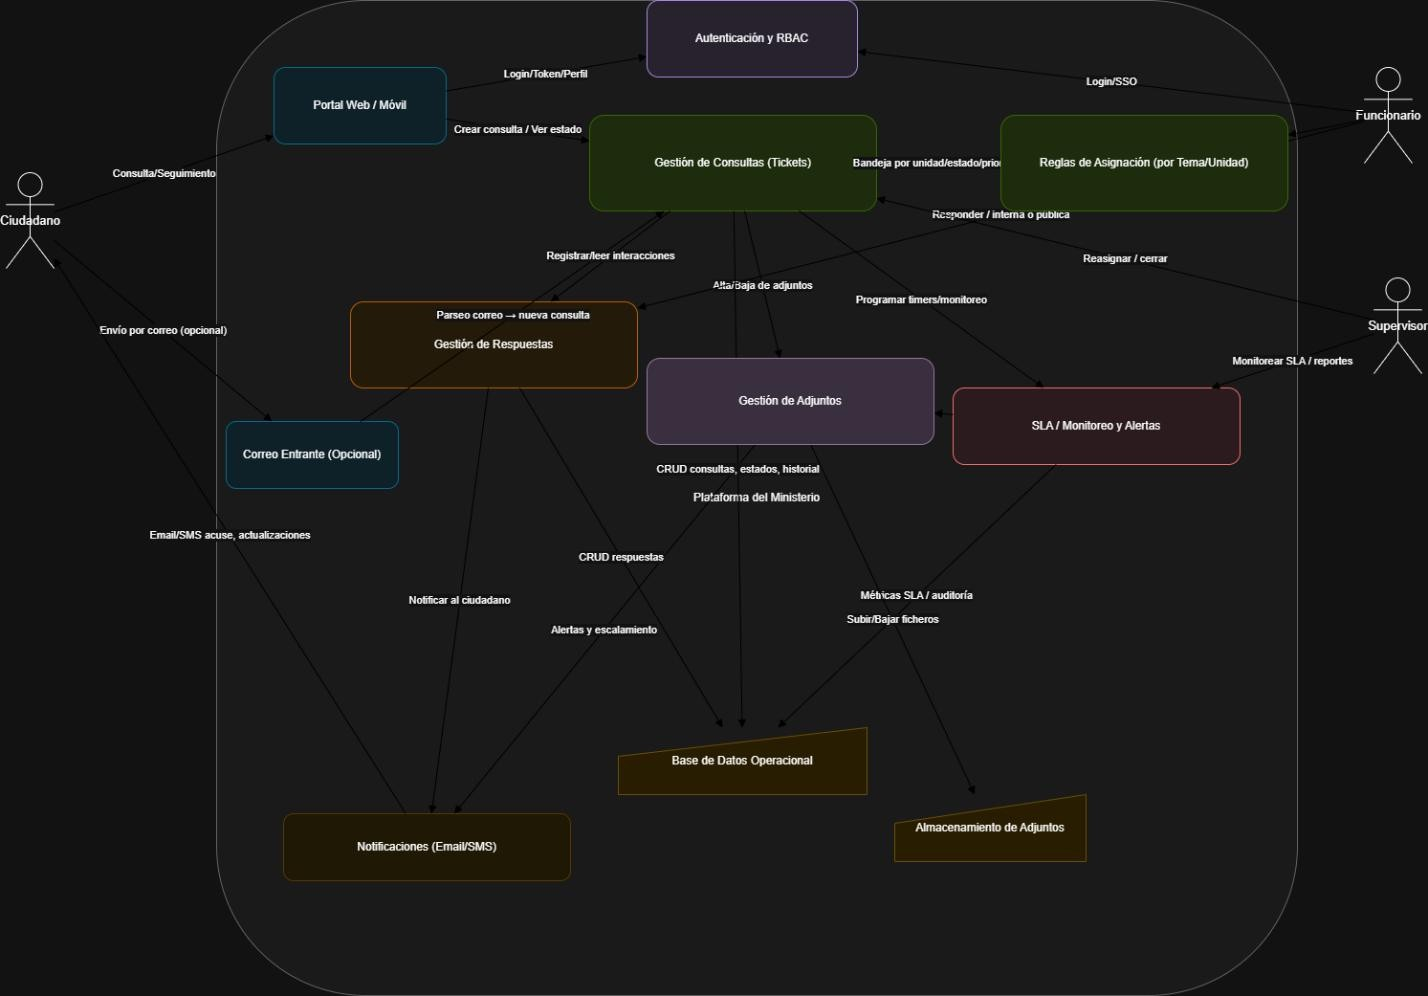 Autenticación y RBAC
Login/Token/Perfil
Login/SSO
Portal Web / Móvil
Funcionario
Crear consulta / Ver estado
Gestión de Consultas (Tickets)
Bandeja por unidad/estado/prior
Reglas de Asignación (por Tema/Unidad)
Consulta/Seguimiento
Ciudadano
Responder / interna o pública
Registrar/leer interacciones
Reasignar / cerrar
Alta/Baja de adjuntos
Programar timers/monitoreo
Parseo correo → nueva consulta
Supervisor
Envío por correo (opcional)
Gestión de Respuestas
Monitorear SLA / reportes
Gestión de Adjuntos
SLA / Monitoreo y Alertas
Correo Entrante (Opcional)
CRUD consultas, estados, historial
Plataforma del Ministerio
Email/SMS acuse, actualizaciones
CRUD respuestas
Métricas SLA / auditoría
Notificar al ciudadano
Subir/Bajar ficheros
Alertas y escalamiento
Base de Datos Operacional
Almacenamiento de Adjuntos
Notificaciones (Email/SMS)